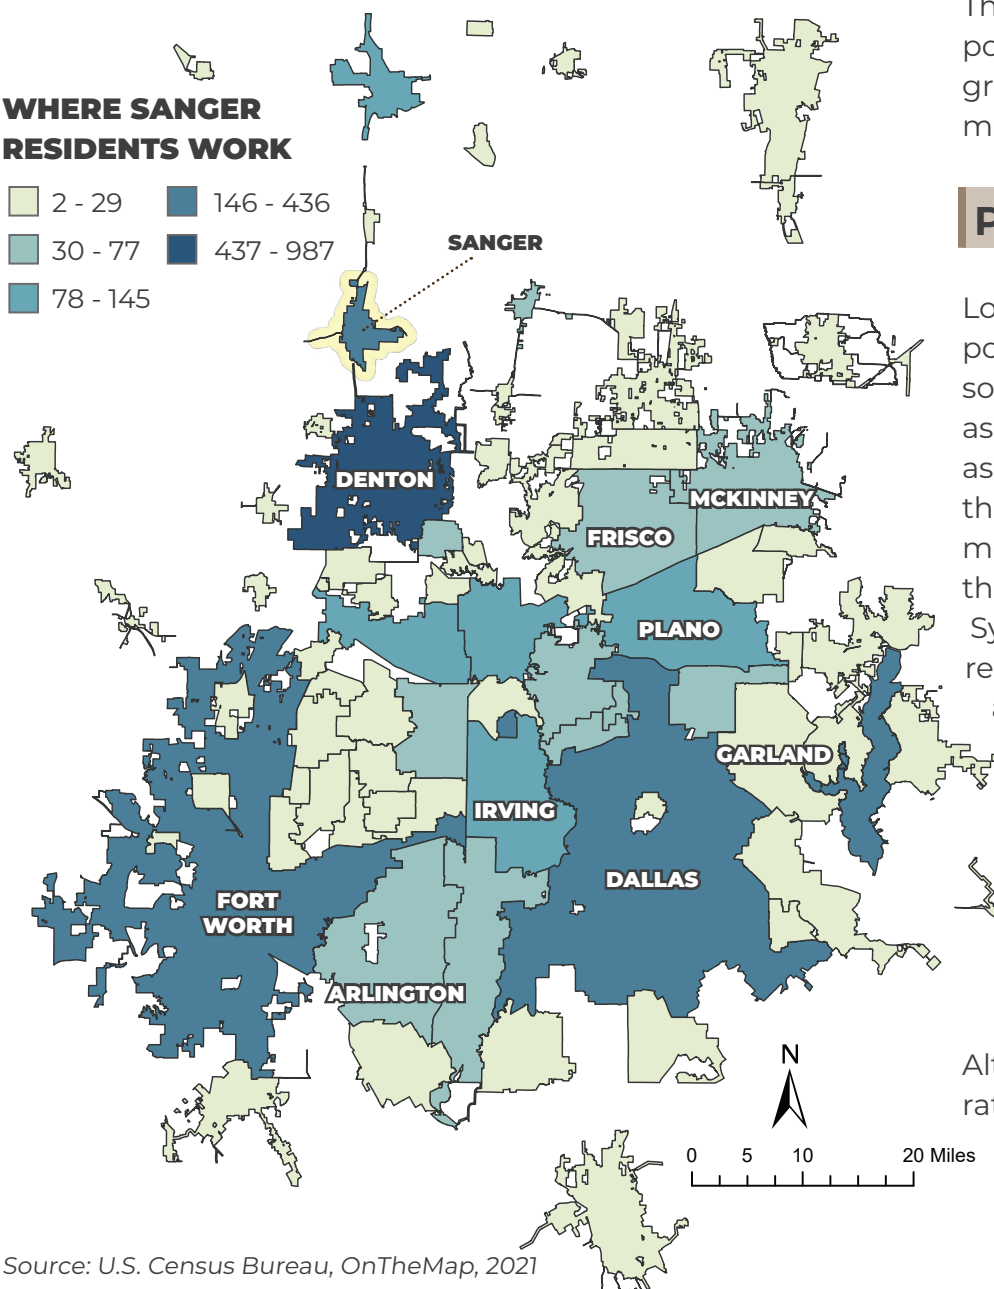 WHERE SANGER
RESIDENTS WORK
2 - 29
146 - 436
30 - 77
437 - 987
78 - 145
SANGER
DENTON
MCKINNEY
FRISCO
PLANO
GARLAND
IRVING
DALLAS
FORT
WORTH
ARLINGTON
N
0 5 10 20 Miles
Source: U.S. Census Bureau, OnTheMap, 2021